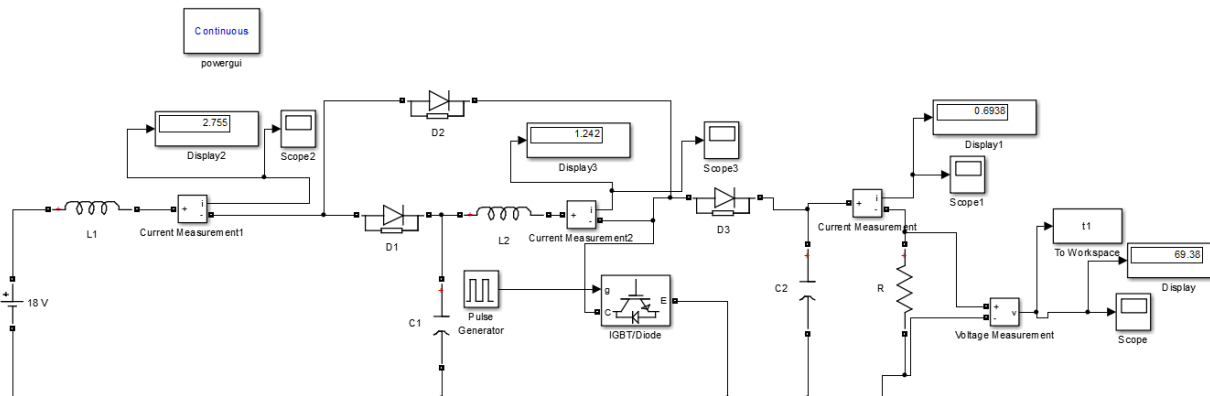 Continuous
powergui
D2
2.755
Display2
Scope2
1.242
Display3
Scope3
0.6938
Display1
Scope1
L1
+
i
-
Current Measurement1
D1
L2
+
i
-
Current Measurement2
D3
+
i
-
Current Measurement
t1
To Workspace
69.38
Display
18 V
C1
Pulse
Generator
g
C
E
IGBT/Diode
C2
R
+
-
v
Voltage Measurement
Scope